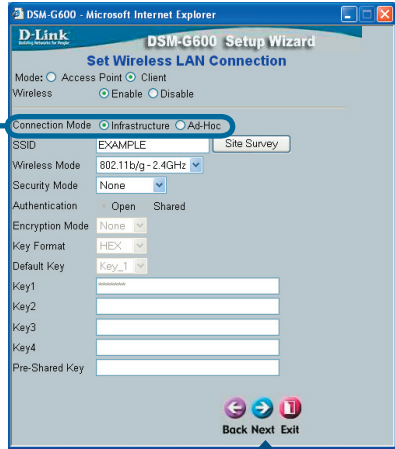 DSM-G600 - Microsoft Internet Explorer
D-Link
Building Networks for People
DSM-G600 Setup Wizard
Set Wireless LAN Connection
Mode: Access Point Client
Wireless Enable Disable
Connection Mode Infrastructure Ad-Hoc
SSID EXAMPLE Site Survey
Wireless Mode 802.11b/g - 2.4GHz
Security Mode None
Authentication Open Shared
Encryption Mode None
Key Format HEX
Default Key Key_1
Key1 ********
Key2
Key3
Key4
Pre-Shared Key
Back Next Exit